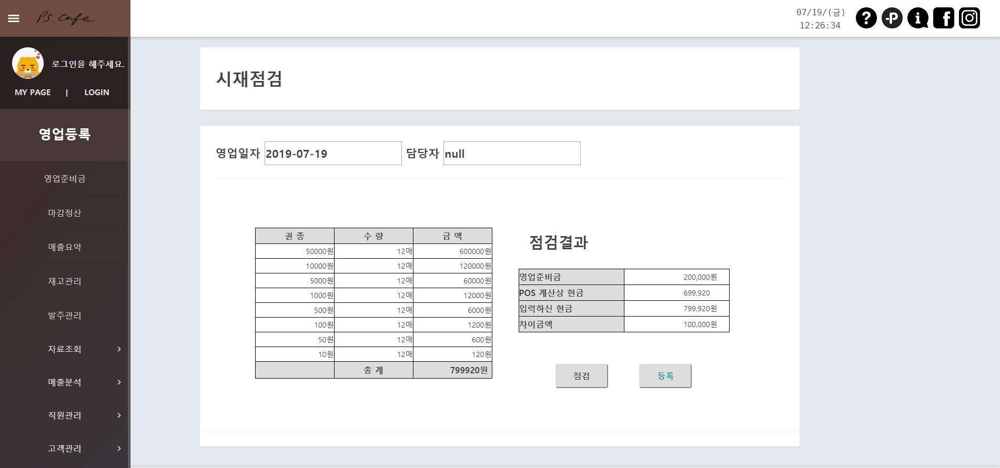 PS. Cafe
07/19/(금)
12:26:34
로그인을 해주세요.
MY PAGE | LOGIN
영업등록
영업준비금
마감정산
매출요약
재고관리
발주관리
자료조회
매출분석
직원관리
고객관리
시재점검
영업일자 2019-07-19 담당자 null
권 종 수 량 금 액
50000원 12매 600000원
10000원 12매 120000원
5000원 12매 60000원
1000원 12매 12000원
500원 12매 6000원
100원 12매 1200원
50원 12매 600원
10원 12매 120원
총 계 799920원
점검결과
영업준비금 200,000원
POS 계산상 현금 699,920
입력하신 현금 799,920원
차이금액 100,000원
점검 등록